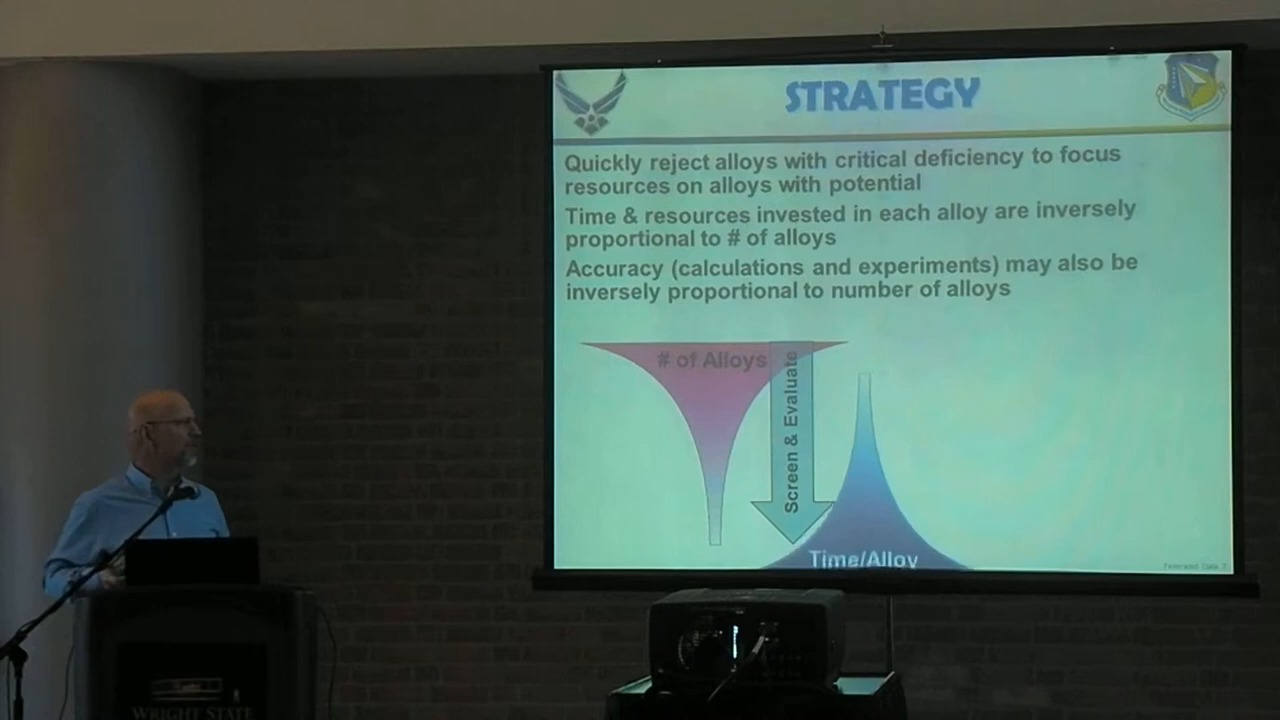 STRATEGY
Quickly reject alloys with critical deficiency to focus
resources on alloys with potential
Time & resources invested in each alloy are inversely
proportional to # of alloys
Accuracy (calculations and experiments) may also be
inversely proportional to number of alloys
# of Alloys
Screen & Evaluate
Time/Alloy
WRIGHT STATE